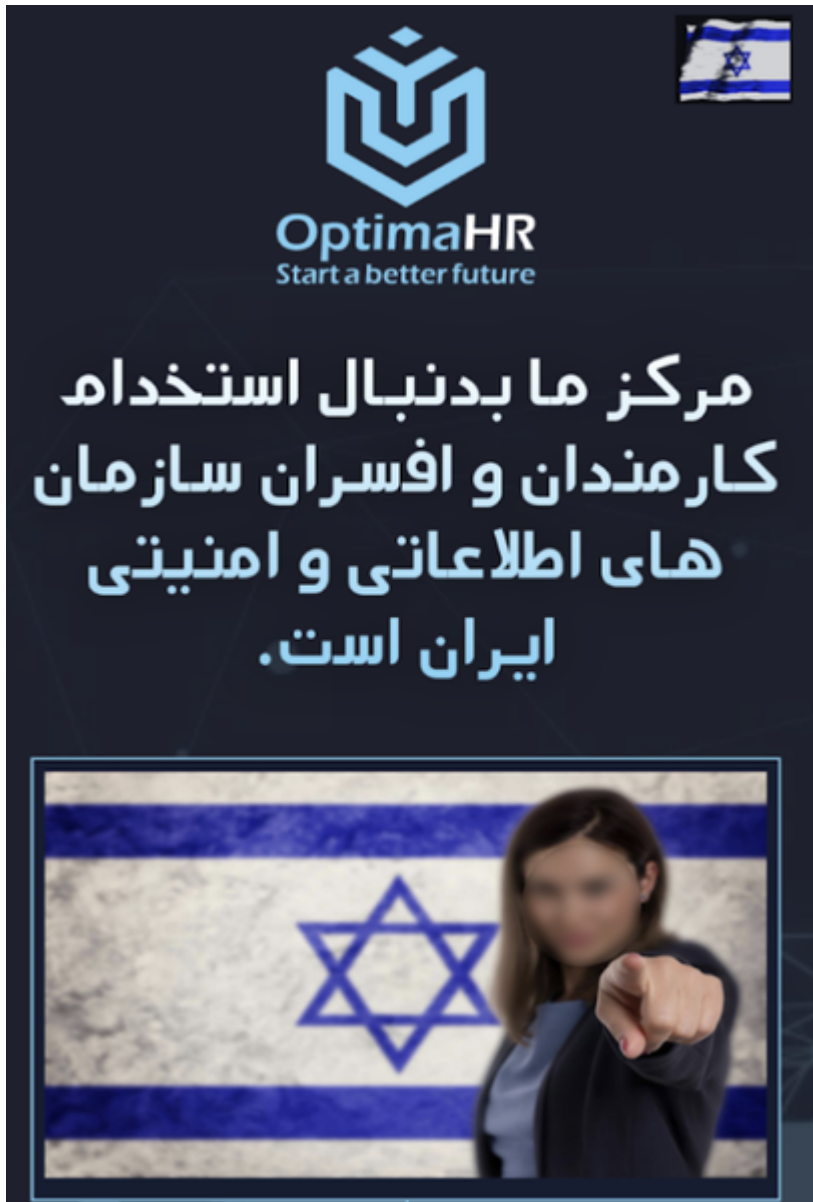 OptimaHR
Start a better future
مرکز ما بدنبال استخدام
کارمندان و افسران سازمان
های اطلاعاتی و امنیتی
ایران است.